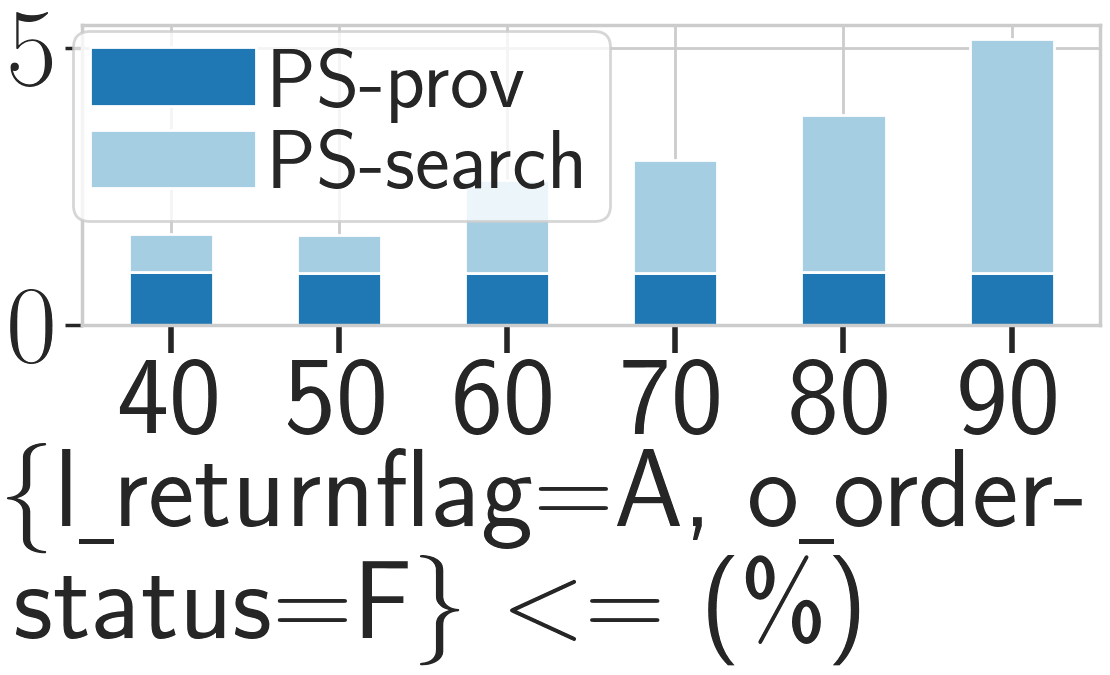 5
PS-prov
PS-search
0
40 50 60 70 80 90
{l_returnflag=A, o_order-
status=F} <= (%)